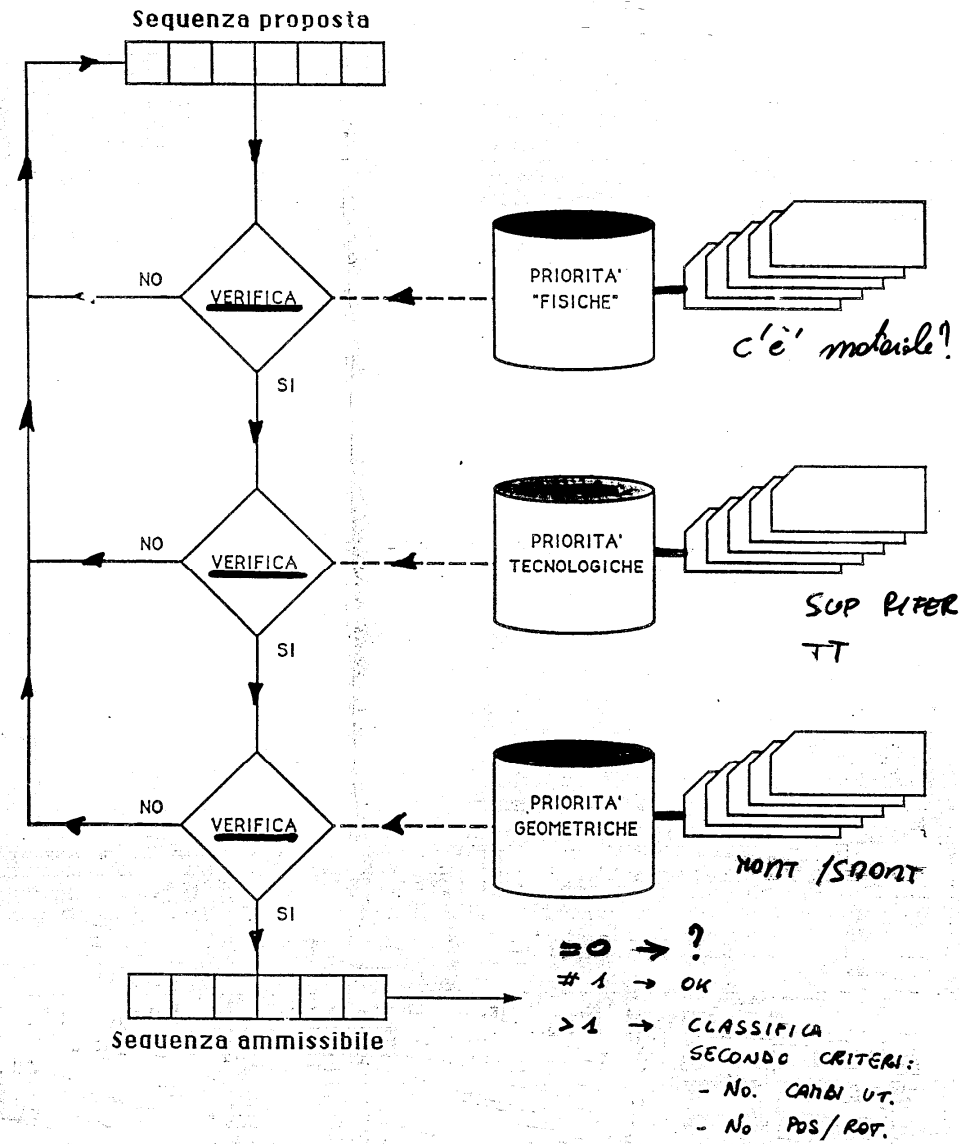 Sequenza proposta
NO
VERIFICA
SI
PRIORITA'
"FISICHE"
c'è' materiale?
NO
VERIFICA
SI
PRIORITA'
TECNOLOGICHE
SUP RIFER
TT
NO
VERIFICA
SI
PRIORITA'
GEOMETRICHE
MONT /SMONT
=0 → ?
# 1 → OK
>1 → CLASSIFICA
SECONDO CRITERI:
- No. CAMBI UT.
- No POS/ROT.
Sequenza ammissibile